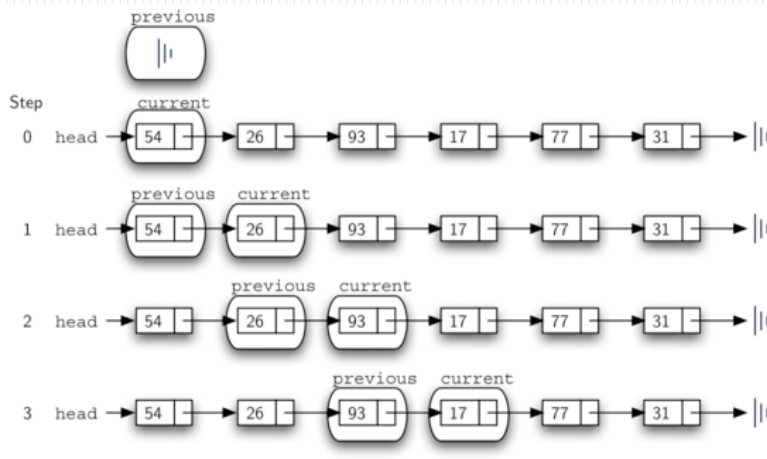 previous
Step
current
0 head 54 26 93 17 77 31
previous current
1 head 54 26 93 17 77 31
previous current
2 head 54 26 93 17 77 31
previous current
3 head 54 26 93 17 77 31